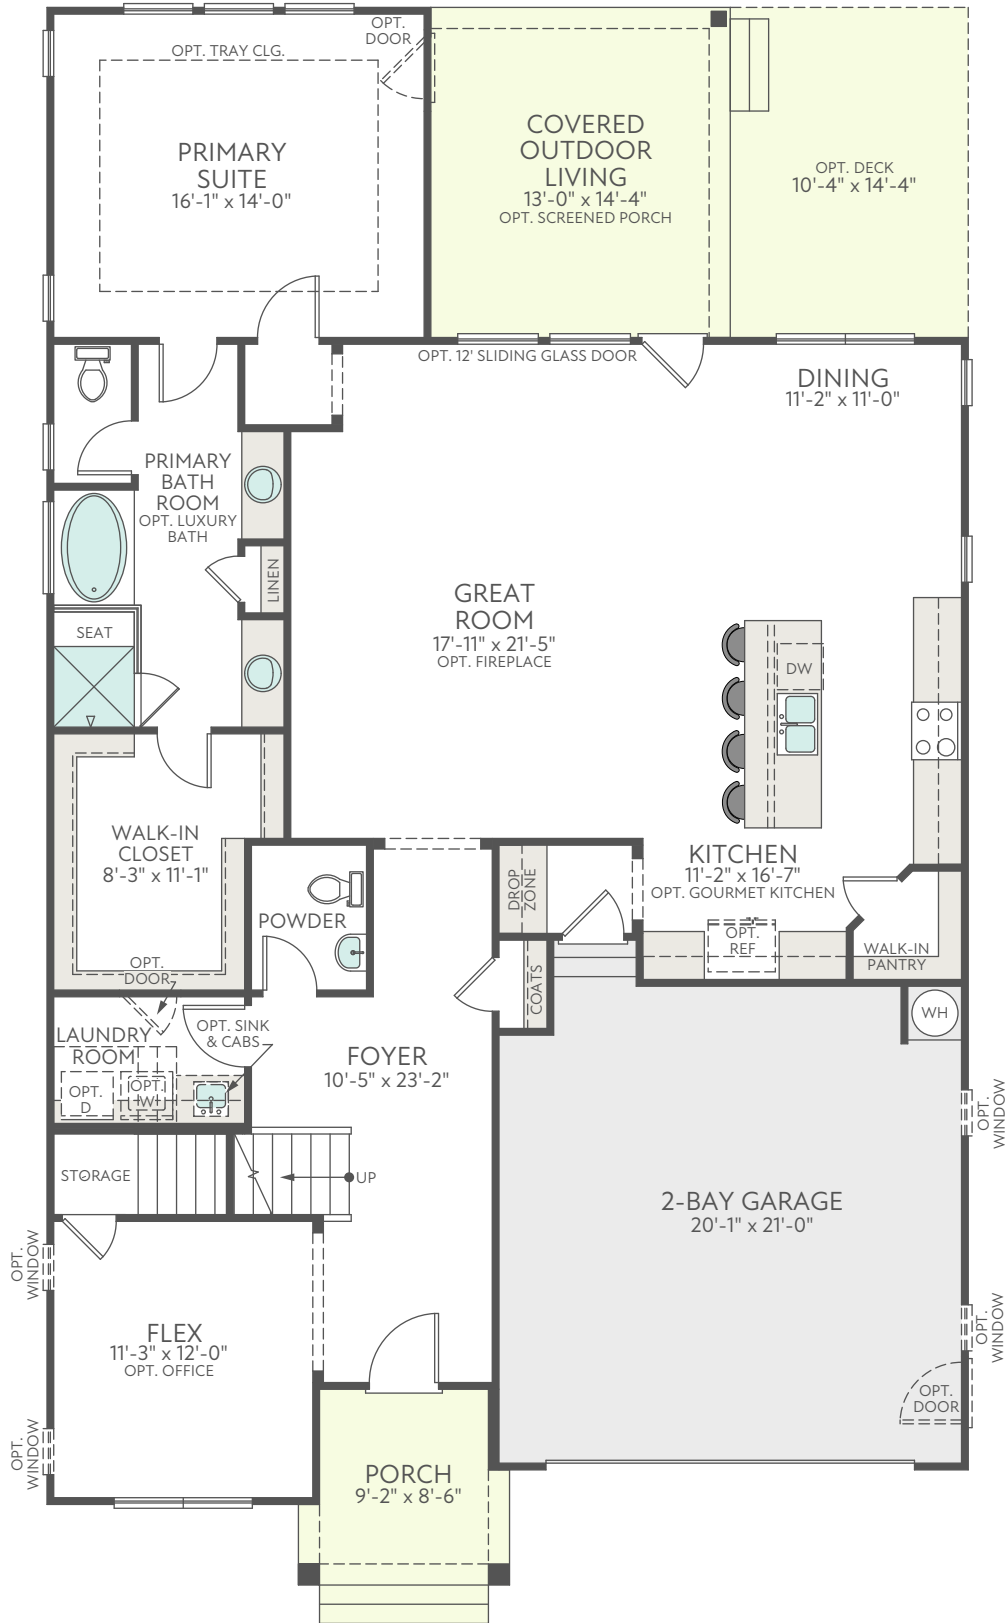 OPT.
DOOR
OPT. TRAY CLG.
PRIMARY
SUITE
16'-1" x 14'-0"
COVERED
OUTDOOR
LIVING
13'-0" x 14'-4"
OPT. SCREENED PORCH
OPT. DECK
10'-4" x 14'-4"
OPT. 12' SLIDING GLASS DOOR
DINING
11'-2" x 11'-0"
PRIMARY
BATH
ROOM
OPT. LUXURY
BATH
LINEN
SEAT
GREAT
ROOM
17'-11" x 21'-5"
OPT. FIREPLACE
DW
WALK-IN
CLOSET
8'-3" x 11'-1"
KITCHEN
11'-2" x 16'-7"
OPT. GOURMET KITCHEN
DROP
ZONE
POWDER
OPT.
REF
WALK-IN
PANTRY
OPT.
DOOR
COATS
WH
LAUNDRY
ROOM
OPT. SINK
& CABS
FOYER
10'-5" x 23'-2"
OPT.
D
OPT.
W
OPT.
WINDOW
STORAGE
UP
2-BAY GARAGE
20'-1" x 21'-0"
OPT.
WINDOW
FLEX
11'-3" x 12'-0"
OPT. OFFICE
OPT.
WINDOW
OPT.
DOOR
OPT.
WINDOW
PORCH
9'-2" x 8'-6"